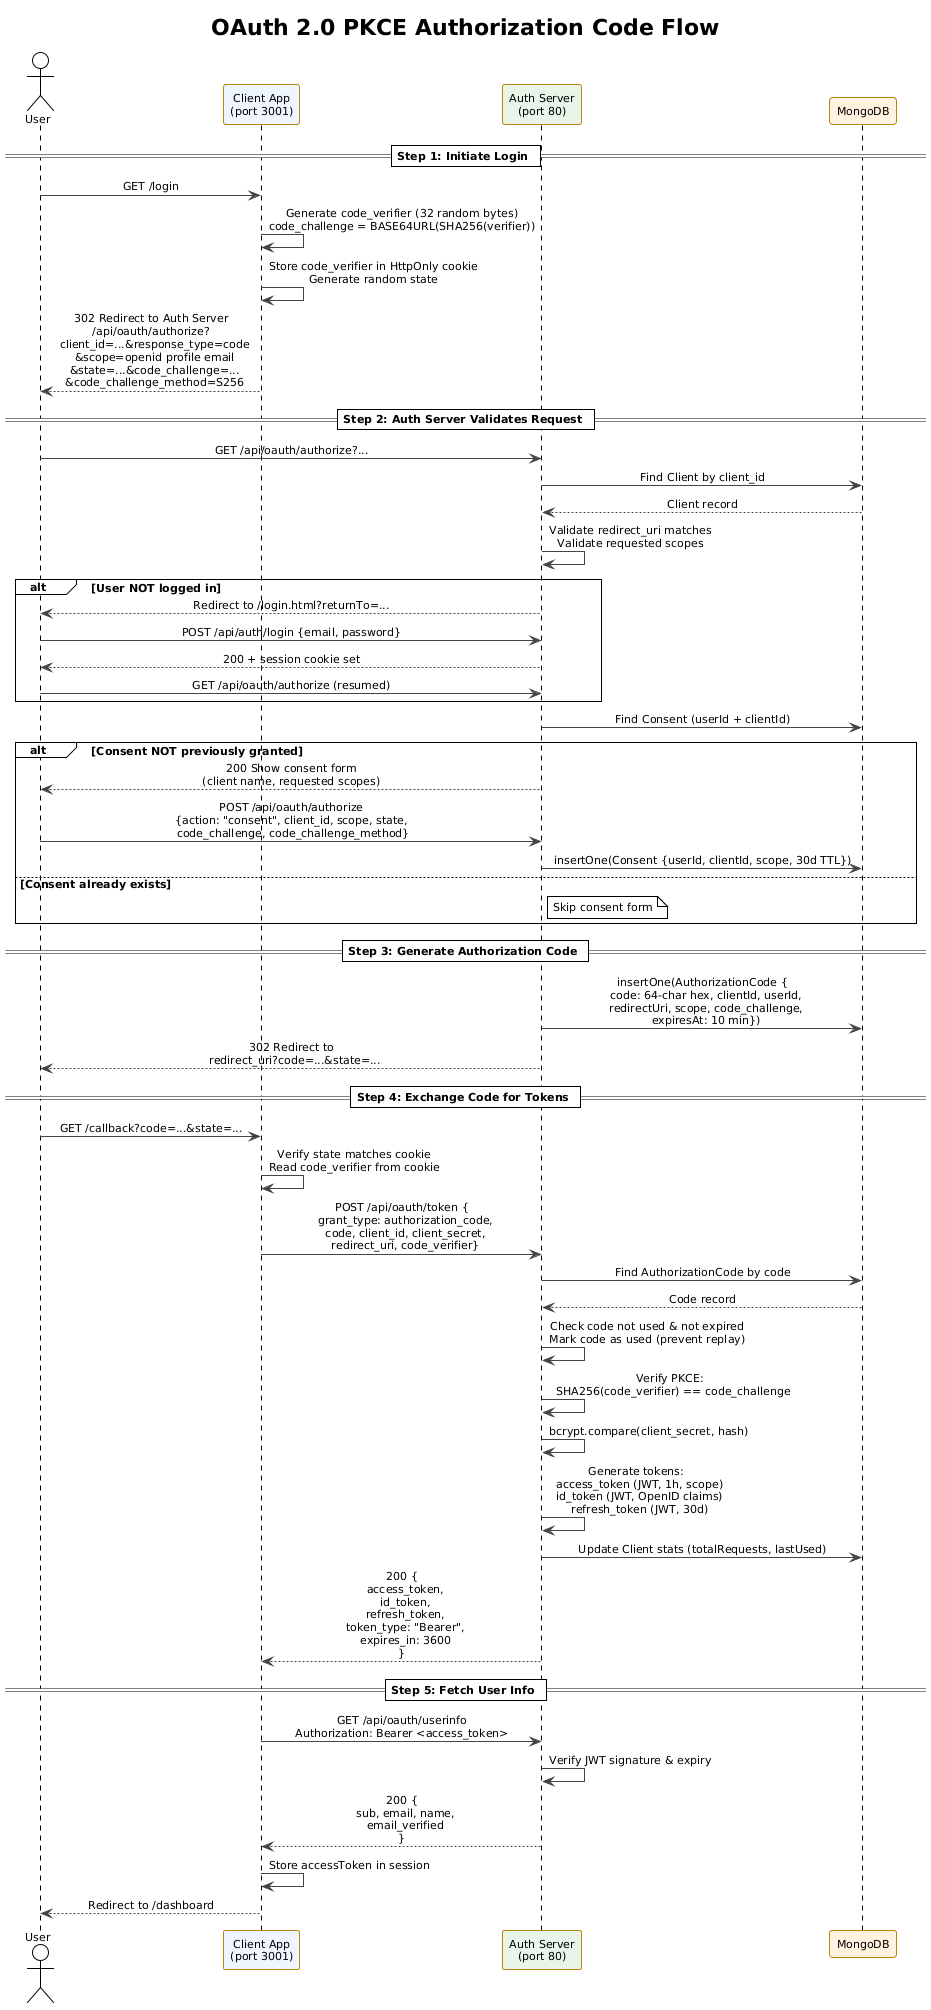 OAuth 2.0 PKCE Authorization Code Flow
User
Client App
(port 3001)
Auth Server
(port 80)
MongoDB
Step 1: Initiate Login
GET /login
Generate code_verifier (32 random bytes)
code_challenge = BASE64URL(SHA256(verifier))
Store code_verifier in HttpOnly cookie
Generate random state
302 Redirect to Auth Server
/api/oauth/authorize?
client_id=...&response_type=code
&scope=openid profile email
&state=...&code_challenge=...
&code_challenge_method=S256
Step 2: Auth Server Validates Request
GET /api/oauth/authorize?...
Find Client by client_id
Client record
Validate redirect_uri matches
Validate requested scopes
alt [User NOT logged in]
Redirect to /login.html?returnTo=...
POST /api/auth/login {email, password}
200 + session cookie set
GET /api/oauth/authorize (resumed)
Find Consent (userId + clientId)
alt [Consent NOT previously granted]
200 Show consent form
(client name, requested scopes)
POST /api/oauth/authorize
{action: "consent", client_id, scope, state,
code_challenge, code_challenge_method}
insertOne(Consent {userId, clientId, scope, 30d TTL})
[Consent already exists]
Skip consent form
Step 3: Generate Authorization Code
insertOne(AuthorizationCode {
code: 64-char hex, clientId, userId,
redirectUri, scope, code_challenge,
expiresAt: 10 min})
302 Redirect to
redirect_uri?code=...&state=...
Step 4: Exchange Code for Tokens
GET /callback?code=...&state=...
Verify state matches cookie
Read code_verifier from cookie
POST /api/oauth/token {
grant_type: authorization_code,
code, client_id, client_secret,
redirect_uri, code_verifier}
Find AuthorizationCode by code
Code record
Check code not used & not expired
Mark code as used (prevent replay)
Verify PKCE:
SHA256(code_verifier) == code_challenge
bcrypt.compare(client_secret, hash)
Generate tokens:
access_token (JWT, 1h, scope)
id_token (JWT, OpenID claims)
refresh_token (JWT, 30d)
Update Client stats (totalRequests, lastUsed)
200 {
access_token,
id_token,
refresh_token,
token_type: "Bearer",
expires_in: 3600
}
Step 5: Fetch User Info
GET /api/oauth/userinfo
Authorization: Bearer <access_token>
Verify JWT signature & expiry
200 {
sub, email, name,
email_verified
}
Store accessToken in session
Redirect to /dashboard
User
Client App
(port 3001)
Auth Server
(port 80)
MongoDB